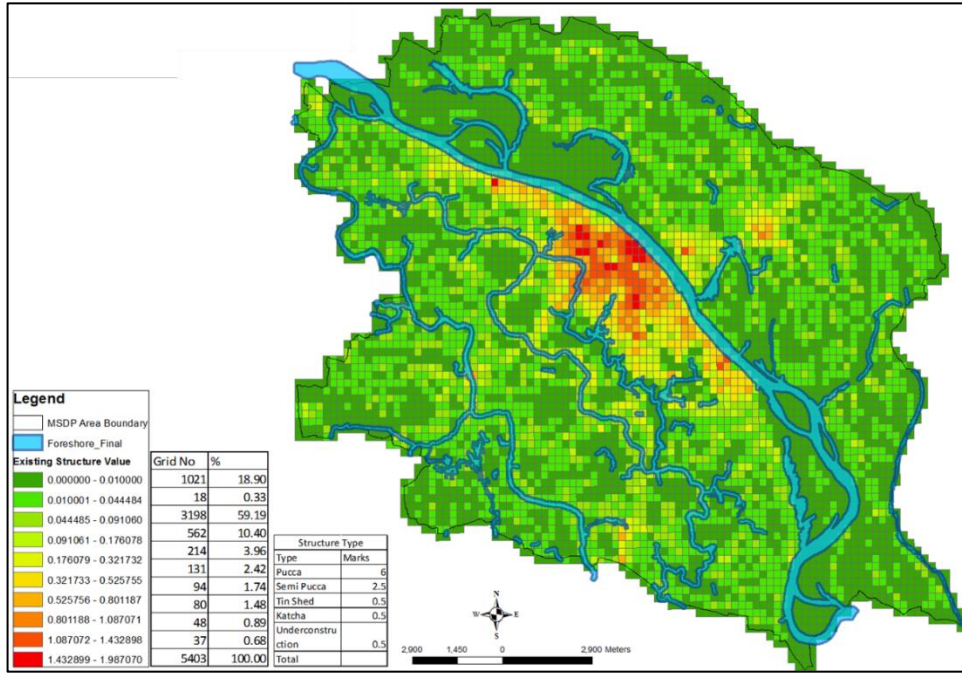 Legend
MSDP Area Boundary
Foreshore_Final
Existing Structure Value
0.000000 - 0.010000
0.010001 - 0.044484
0.044485 - 0.091060
0.091061 - 0.176078
0.176079 - 0.321732
0.321733 - 0.525755
0.525756 - 0.801187
0.801188 - 1.087071
1.087072 - 1.432898
1.432899 - 1.987070
Grid No %
1021 18.90
18 0.33
3198 59.19
562 10.40
214 3.96
131 2.42
94 1.74
80 1.48
48 0.89
37 0.68
5403 100.00
Structure Type
Type Marks
Pucca 6
Semi Pucca 2.5
Tin Shed 0.5
Katcha 0.5
Underconstru
ction 0.5
Total
N
W E
S
2,900 1,450 0 2,900 Meters